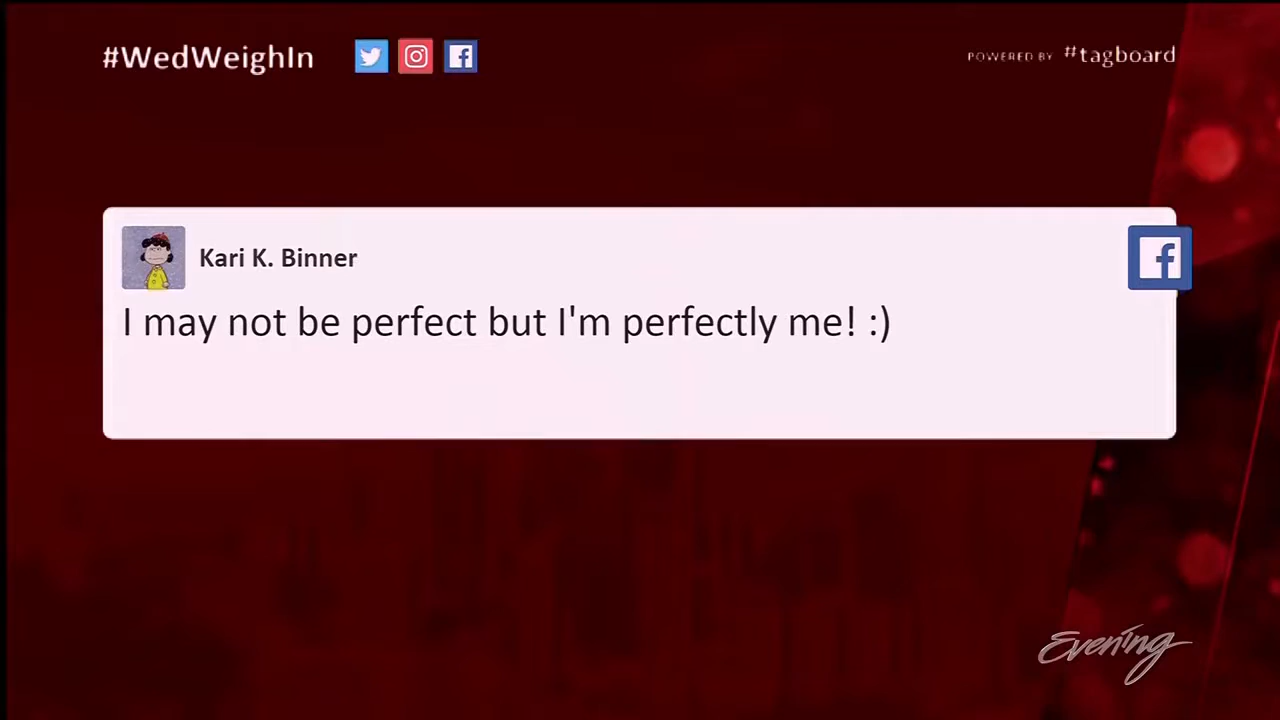 #WedWeighIn
POWERED BY #tagboard
Kari K. Binner
I may not be perfect but I'm perfectly me! :)
Evening